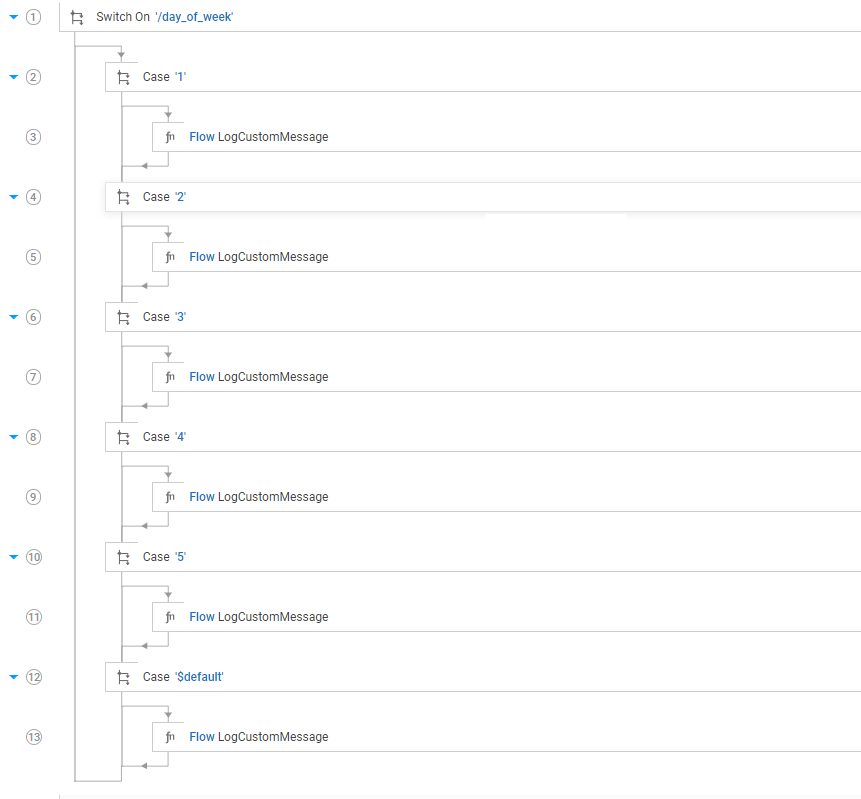 1 Switch On '/day_of_week'
2 Case '1'
3 fn Flow LogCustomMessage
4 Case '2'
5 fn Flow LogCustomMessage
6 Case '3'
7 fn Flow LogCustomMessage
8 Case '4'
9 fn Flow LogCustomMessage
10 Case '5'
11 fn Flow LogCustomMessage
12 Case '$default'
13 fn Flow LogCustomMessage